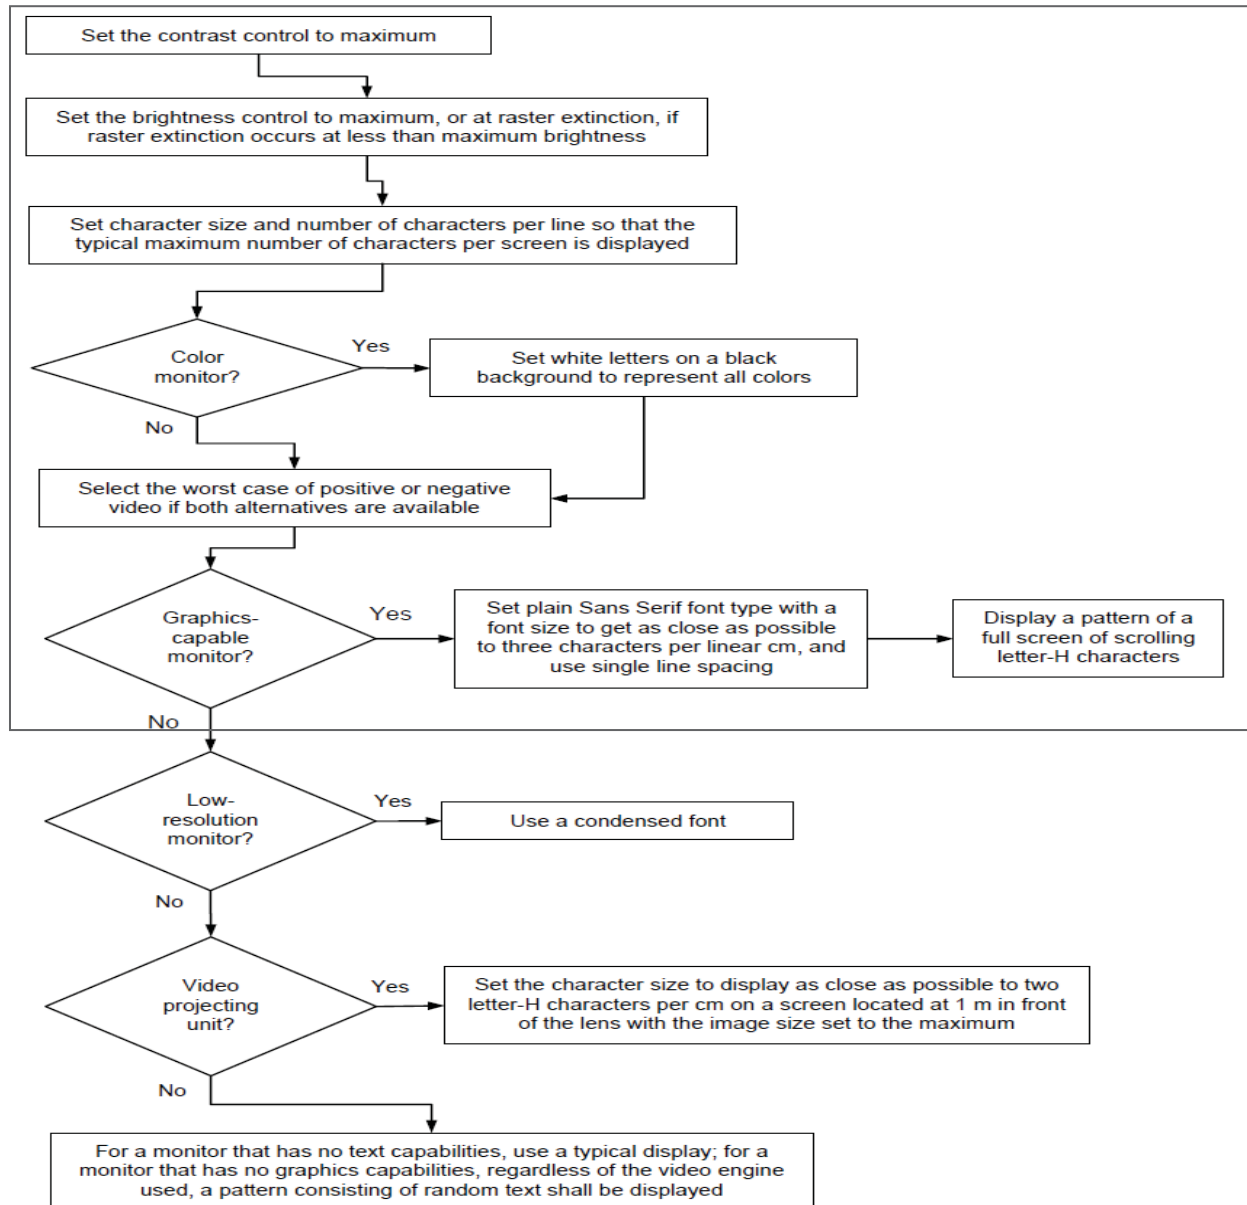 Set the contrast control to maximum
Set the brightness control to maximum, or at raster extinction, if
raster extinction occurs at less than maximum brightness
Set character size and number of characters per line so that the
typical maximum number of characters per screen is displayed
Color
monitor?
Yes
Set white letters on a black
background to represent all colors
No
Select the worst case of positive or negative
video if both alternatives are available
Graphics-
capable
monitor?
Yes
Set plain Sans Serif font type with a
font size to get as close as possible
to three characters per linear cm, and
use single line spacing
Display a pattern of a
full screen of scrolling
letter-H characters
No
Low-
resolution
monitor?
Yes
Use a condensed font
No
Video
projecting
unit?
Yes
Set the character size to display as close as possible to two
letter-H characters per cm on a screen located at 1 m in front
of the lens with the image size set to the maximum
No
For a monitor that has no text capabilities, use a typical display; for a
monitor that has no graphics capabilities, regardless of the video engine
used, a pattern consisting of random text shall be displayed